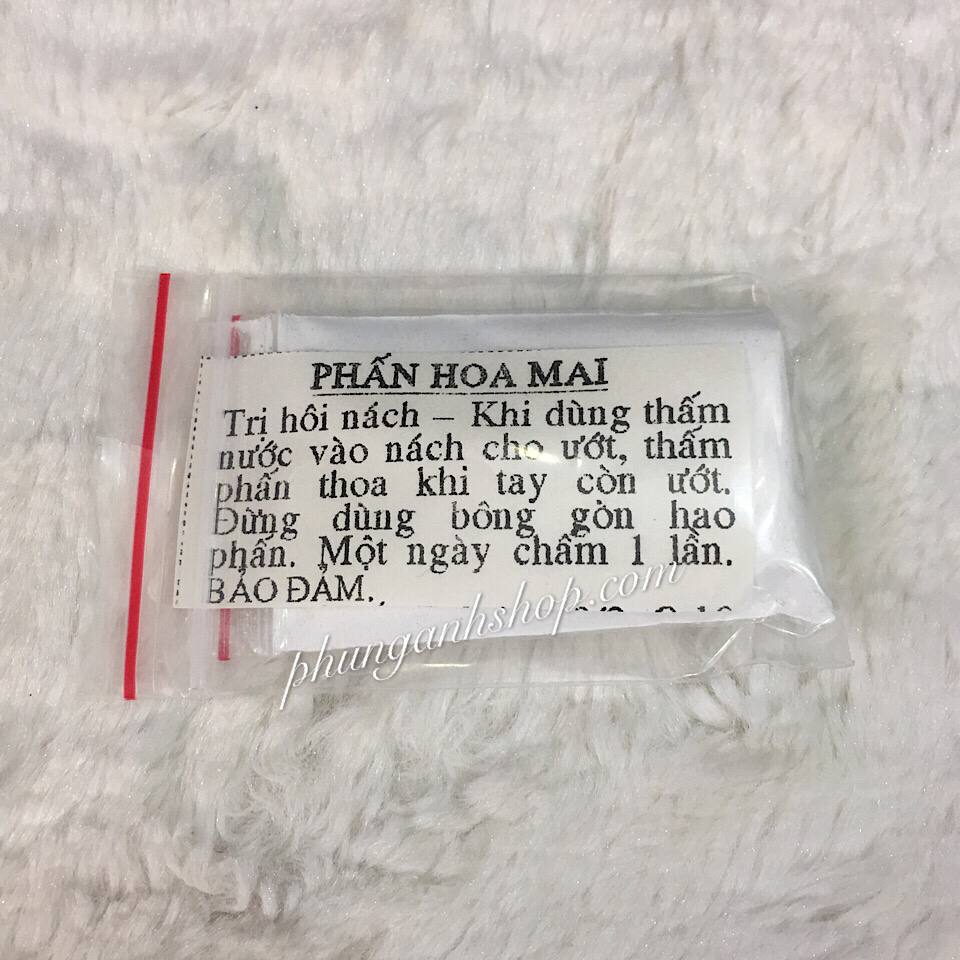 PHẤN HOA MAI
Trị hôi nách – Khi dùng thấm
nước vào nách cho ướt, thấm
phấn thoa khi tay còn ướt.
Đừng dùng bông gòn hao
phấn. Một ngày chấm 1 lần.
BẢO ĐẢM.
phunganhshop.com